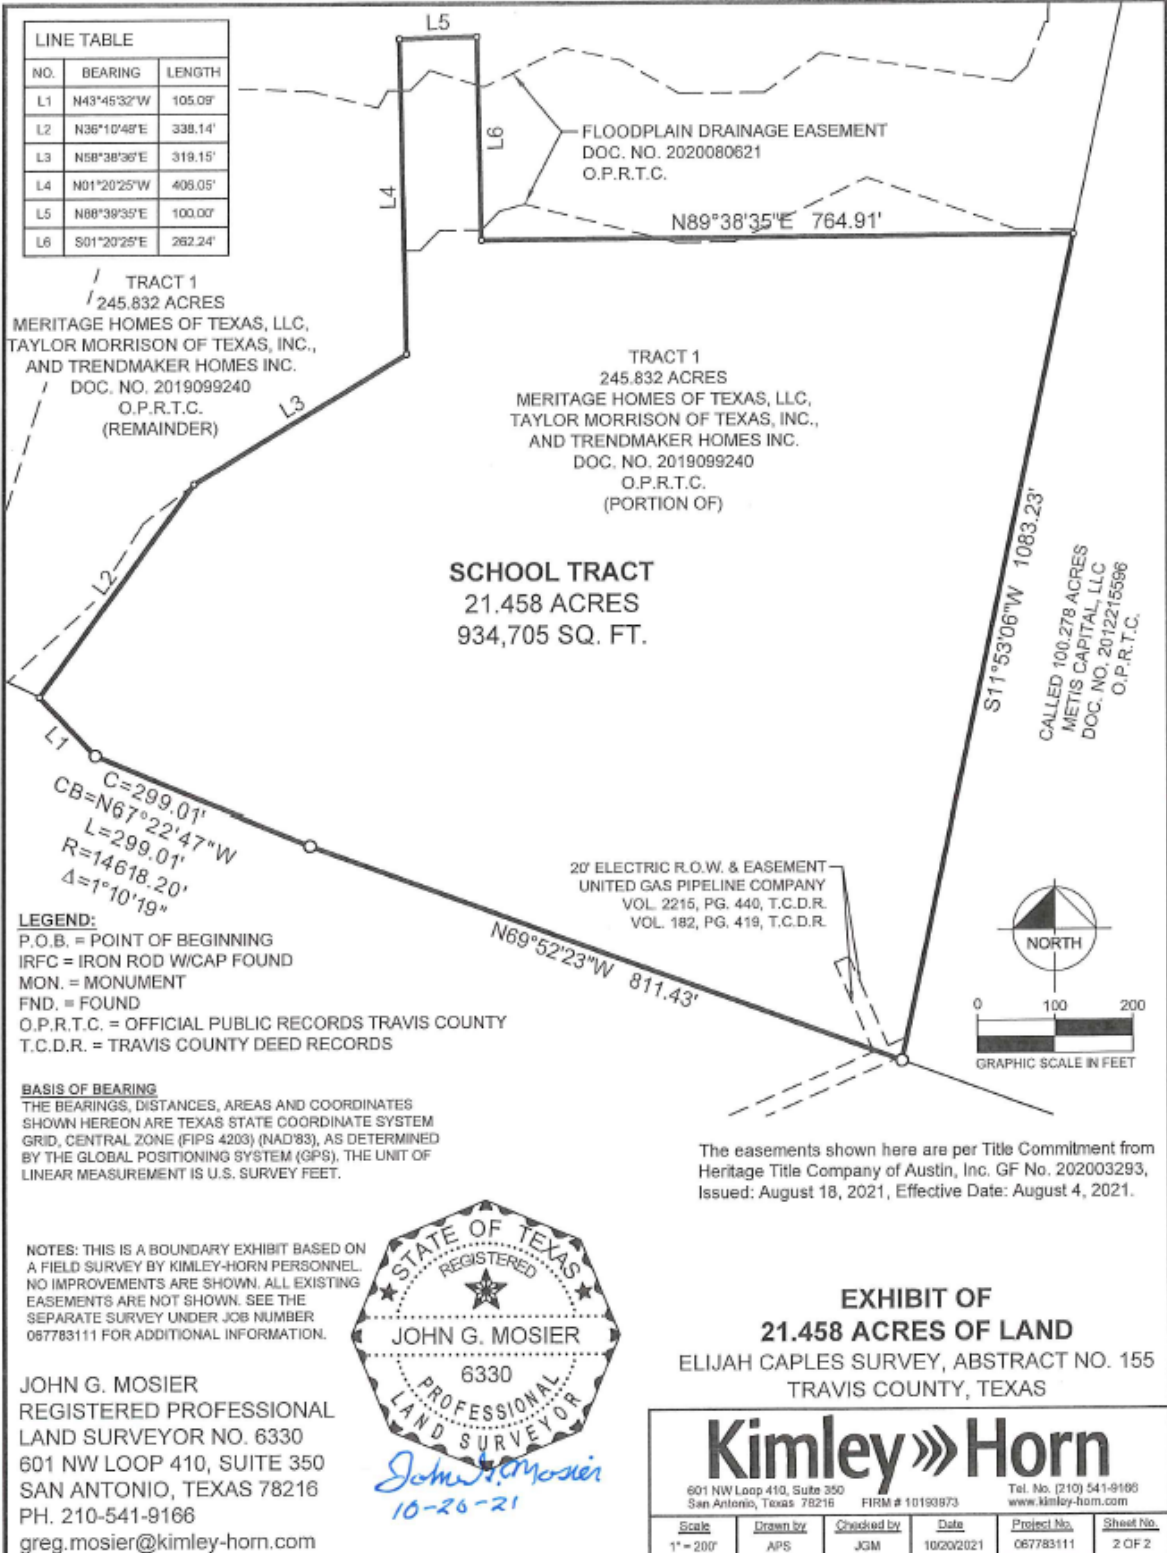 LINE TABLE
NO. BEARING LENGTH
L1 N43°45'32"W 105.09'
L2 N36°10'48"E 338.14'
L3 N58°38'36"E 319.15'
L4 N01°20'25"W 406.05'
L5 N88°39'35"E 100.00'
L6 S01°20'25"E 262.24'
L5
L6
L4
FLOODPLAIN DRAINAGE EASEMENT
DOC. NO. 2020080621
O.P.R.T.C.
N89°38'35"E 764.91'
TRACT 1
245.832 ACRES
MERITAGE HOMES OF TEXAS, LLC,
TAYLOR MORRISON OF TEXAS, INC.,
AND TRENDMAKER HOMES INC.
DOC. NO. 2019099240
O.P.R.T.C.
(REMAINDER)
L3
TRACT 1
245.832 ACRES
MERITAGE HOMES OF TEXAS, LLC,
TAYLOR MORRISON OF TEXAS, INC.,
AND TRENDMAKER HOMES INC.
DOC. NO. 2019099240
O.P.R.T.C.
(PORTION OF)
S11°53'06"W 1083.23'
CALLED 100.278 ACRES
METIS CAPITAL, LLC
DOC. NO. 2012215596
O.P.R.T.C.
SCHOOL TRACT
21.458 ACRES
934,705 SQ. FT.
L2
L1
C=299.01'
CB=N67°22'47"W
L=299.01'
R=14618.20'
Δ=1°10'19"
20' ELECTRIC R.O.W. & EASEMENT
UNITED GAS PIPELINE COMPANY
VOL. 2215, PG. 440, T.C.D.R.
VOL. 182, PG. 419, T.C.D.R.
N69°52'23"W 811.43'
NORTH
0 100 200
GRAPHIC SCALE IN FEET
LEGEND:
P.O.B. = POINT OF BEGINNING
IRFC = IRON ROD W/CAP FOUND
MON. = MONUMENT
FND. = FOUND
O.P.R.T.C. = OFFICIAL PUBLIC RECORDS TRAVIS COUNTY
T.C.D.R. = TRAVIS COUNTY DEED RECORDS
BASIS OF BEARING
THE BEARINGS, DISTANCES, AREAS AND COORDINATES
SHOWN HEREON ARE TEXAS STATE COORDINATE SYSTEM
GRID, CENTRAL ZONE (FIPS 4203) (NAD'83), AS DETERMINED
BY THE GLOBAL POSITIONING SYSTEM (GPS). THE UNIT OF
LINEAR MEASUREMENT IS U.S. SURVEY FEET.
The easements shown here are per Title Commitment from
Heritage Title Company of Austin, Inc. GF No. 202003293,
Issued: August 18, 2021, Effective Date: August 4, 2021.
NOTES: THIS IS A BOUNDARY EXHIBIT BASED ON
A FIELD SURVEY BY KIMLEY-HORN PERSONNEL.
NO IMPROVEMENTS ARE SHOWN. ALL EXISTING
EASEMENTS ARE NOT SHOWN. SEE THE
SEPARATE SURVEY UNDER JOB NUMBER
067783111 FOR ADDITIONAL INFORMATION.
STATE OF TEXAS
REGISTERED
JOHN G. MOSIER
6330
PROFESSIONAL
LAND SURVEYOR
John G. Mosier
10-20-21
JOHN G. MOSIER
REGISTERED PROFESSIONAL
LAND SURVEYOR NO. 6330
601 NW LOOP 410, SUITE 350
SAN ANTONIO, TEXAS 78216
PH. 210-541-9166
greg.mosier@kimley-horn.com
EXHIBIT OF
21.458 ACRES OF LAND
ELIJAH CAPLES SURVEY, ABSTRACT NO. 155
TRAVIS COUNTY, TEXAS
Kimley»Horn
601 NW Loop 410, Suite 350 Tel. No. (210) 541-9166
San Antonio, Texas 78216 FIRM # 10193973 www.kimley-horn.com
Scale Drawn by Checked by Date Project No. Sheet No.
1" = 200' APS JGM 10/20/2021 067783111 2 OF 2